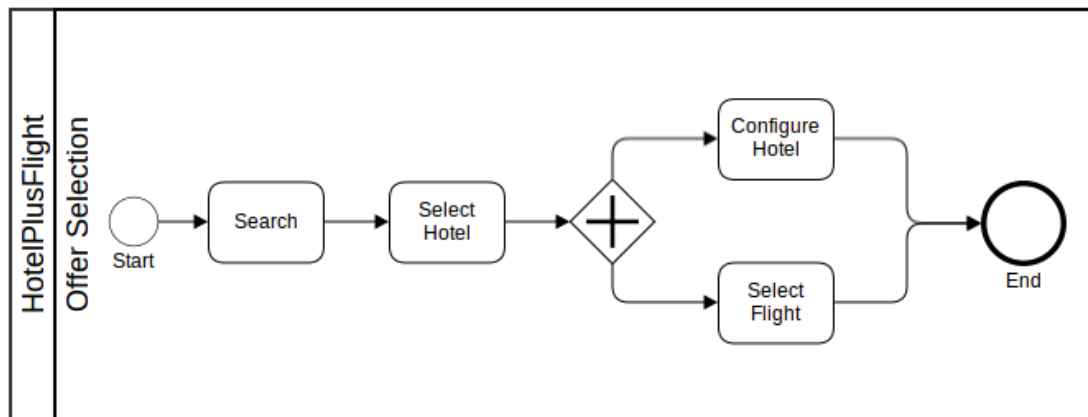 HotelPlusFlight
Offer Selection
Start
Search
Select
Hotel
Configure
Hotel
Select
Flight
End